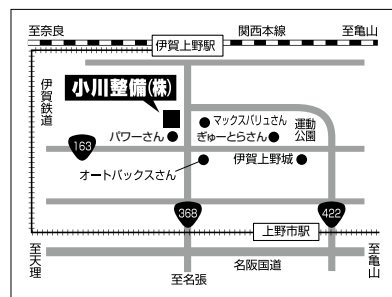 至奈良
関西本線
至亀山
伊賀上野駅
伊賀鉄道
小川整備(株)
マックスバリュさん
運動
公園
パワーさん
ぎゅーとらさん
163
伊賀上野城
オートバックスさん
368
422
上野市駅
至天理
至名張
名阪国道
至亀山